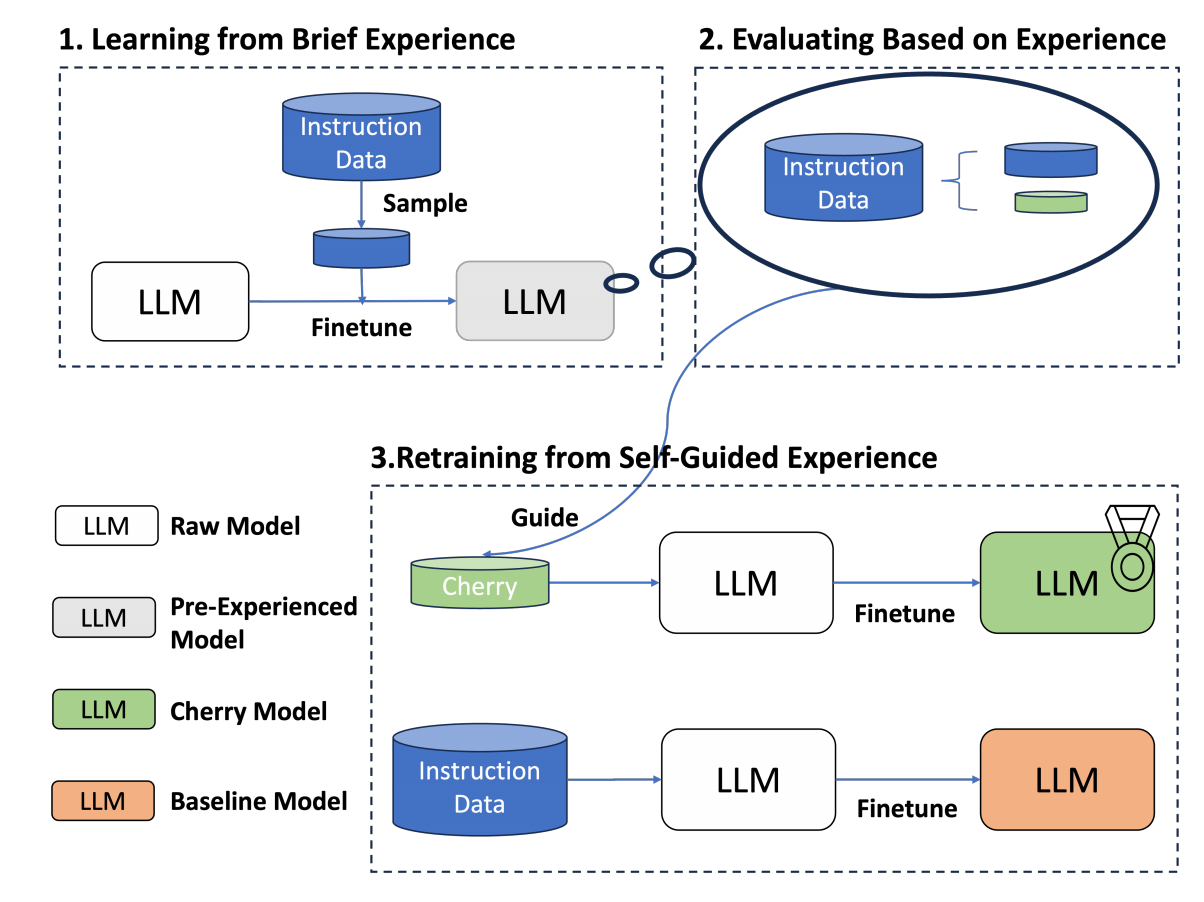 1. Learning from Brief Experience
2. Evaluating Based on Experience
Instruction
Data
Sample
LLM
Finetune
LLM
Instruction
Data
3.Retraining from Self-Guided Experience
LLM
Raw Model
LLM
Pre-Experienced
Model
LLM
Cherry Model
LLM
Baseline Model
Guide
Cherry
LLM
Finetune
LLM
Instruction
Data
LLM
Finetune
LLM